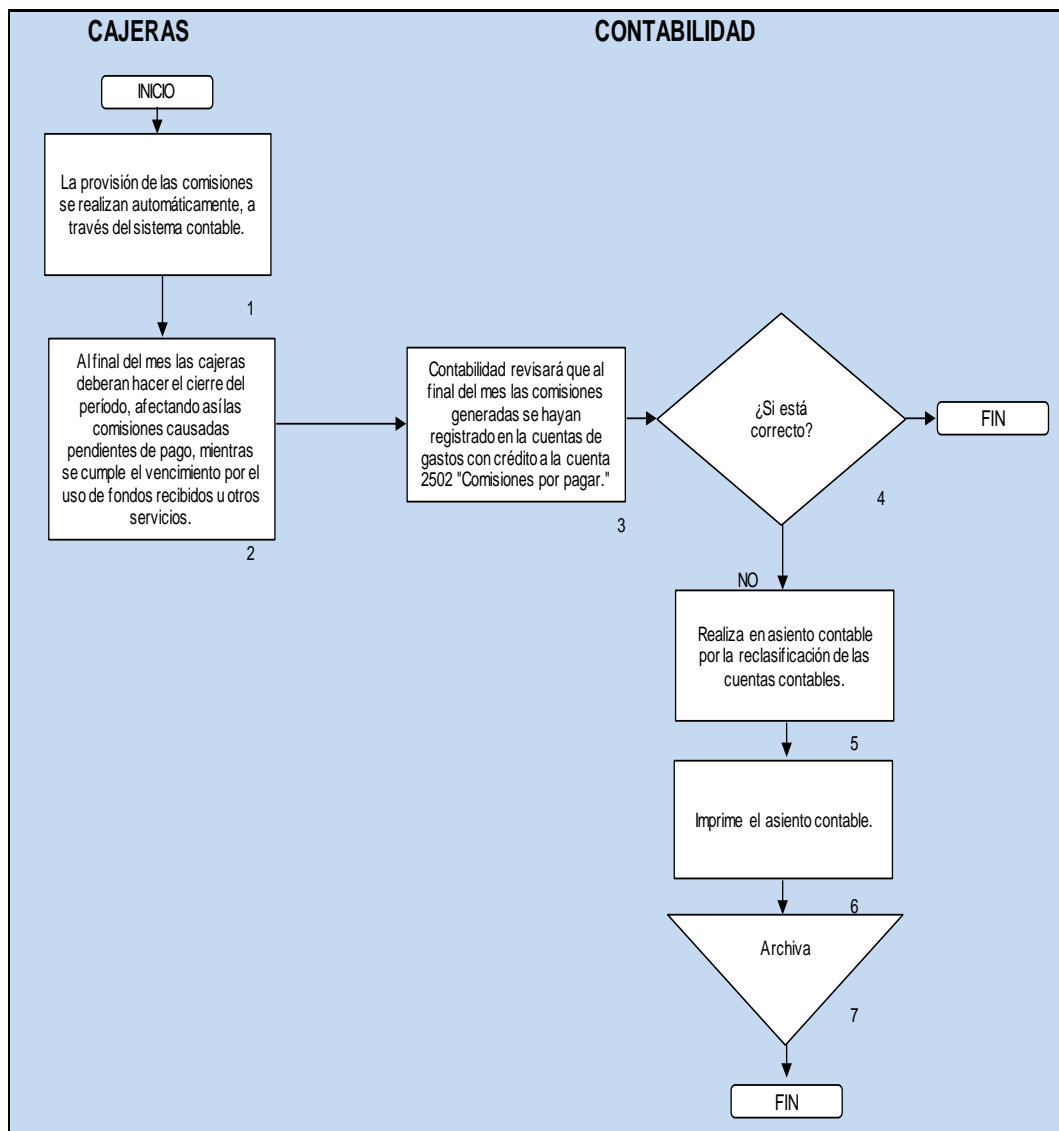 CAJERAS
CONTABILIDAD
INICIO
La provisión de las comisiones
se realizan automáticamente, a
través del sistema contable.
1
Al final del mes las cajeras
deberan hacer el cierre del
período, afectando así las
comisiones causadas
pendientes de pago, mientras
se cumple el vencimiento por el
uso de fondos recibidos u otros
servicios.
2
Contabilidad revisará que al
final del mes las comisiones
generadas se hayan
registrado en la cuentas de
gastos con crédito a la cuenta
2502 "Comisiones por pagar."
3
¿Si está
correcto?
4
FIN
NO
Realiza en asiento contable
por la reclasificación de las
cuentas contables.
5
Imprime el asiento contable.
6
Archiva
7
FIN